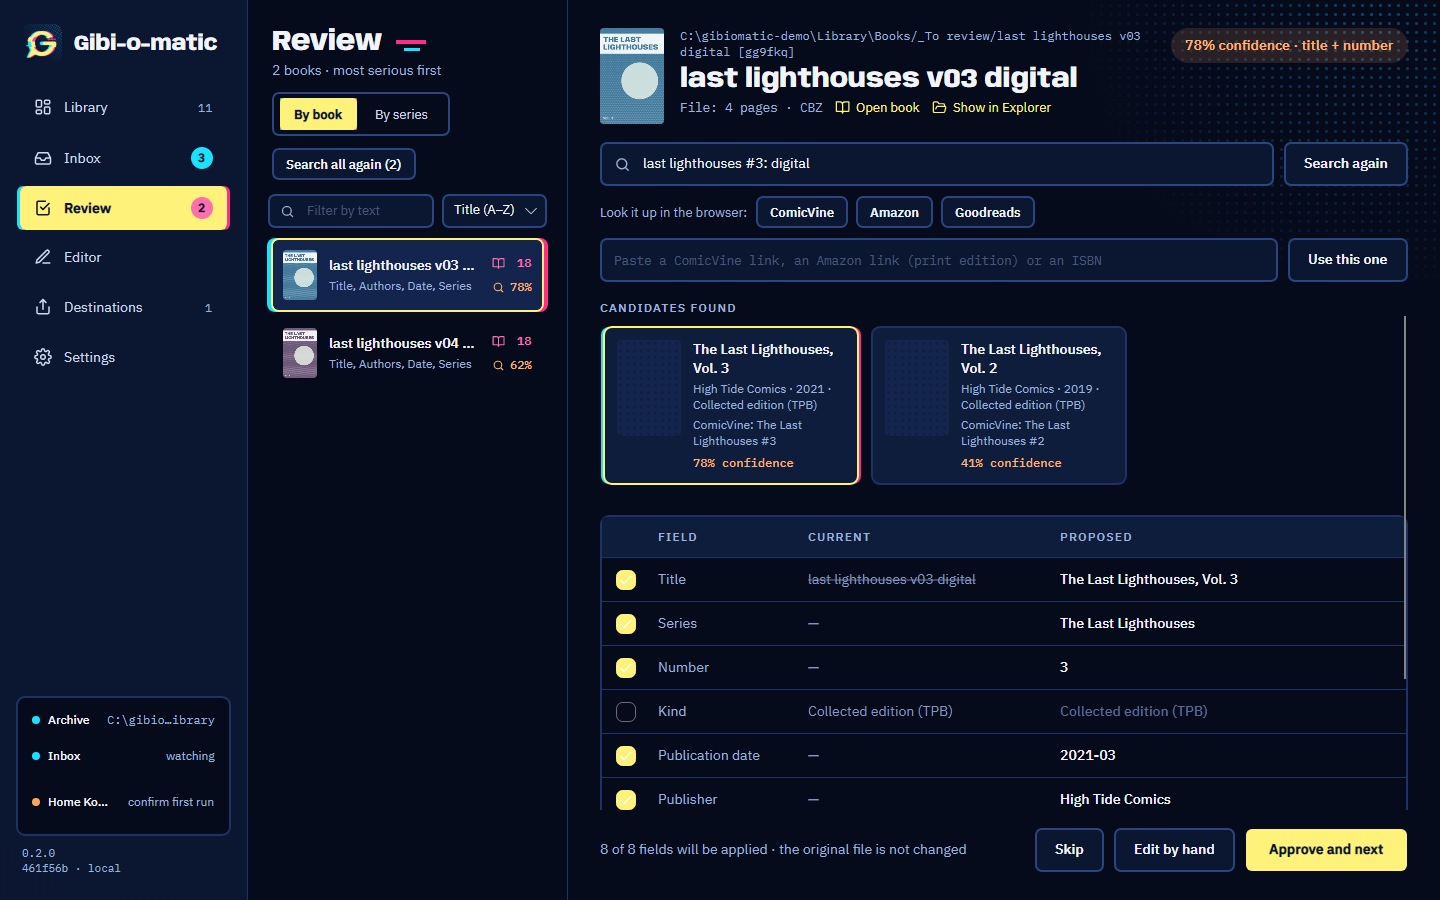 Gibi-o-matic
Library 11
Inbox 3
Review 2
Editor
Destinations 1
Settings
Archive C:\gibio…ibrary
Inbox watching
Home Ko… confirm first run
0.2.0
461f56b · local
Review
2 books · most serious first
By book By series
Search all again (2)
Filter by text Title (A–Z)
last lighthouses v03 ... 18
Title, Authors, Date, Series 78%
last lighthouses v04 ... 18
Title, Authors, Date, Series 62%
THE LAST
LIGHTHOUSES
C:\gibiomatic-demo\Library\Books/_To review/last lighthouses v03
digital [gg9fkq]
last lighthouses v03 digital
File: 4 pages · CBZ Open book Show in Explorer
78% confidence · title + number
last lighthouses #3: digital Search again
Look it up in the browser: ComicVine Amazon Goodreads
Paste a ComicVine link, an Amazon link (print edition) or an ISBN Use this one
CANDIDATES FOUND
The Last Lighthouses,
Vol. 3
High Tide Comics · 2021 ·
Collected edition (TPB)
ComicVine: The Last
Lighthouses #3
78% confidence
The Last Lighthouses,
Vol. 2
High Tide Comics · 2019 ·
Collected edition (TPB)
ComicVine: The Last
Lighthouses #2
41% confidence
FIELD CURRENT PROPOSED
Title last lighthouses v03 digital The Last Lighthouses, Vol. 3
Series — The Last Lighthouses
Number — 3
Kind Collected edition (TPB) Collected edition (TPB)
Publication date — 2021-03
Publisher — High Tide Comics
8 of 8 fields will be applied · the original file is not changed
Skip Edit by hand Approve and next